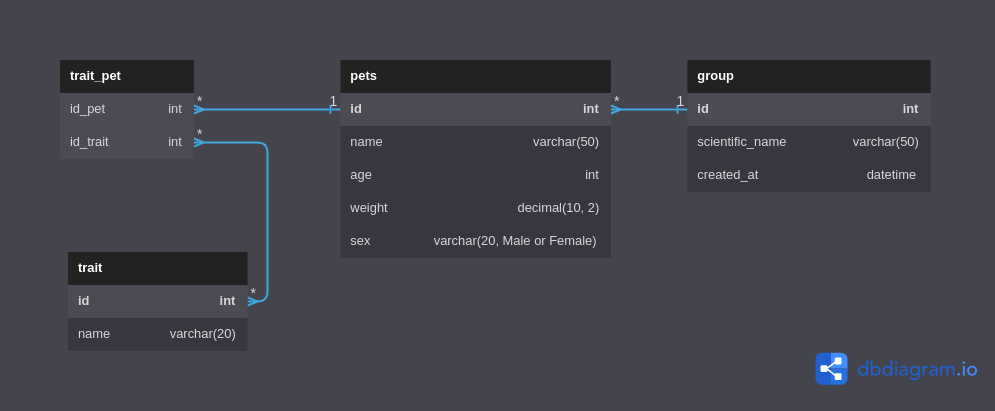 trait_pet
id_pet int
id_trait int
* 1
*
pets
id int
name varchar(50)
age int
weight decimal(10, 2)
sex varchar(20, Male or Female)
* 1
group
id int
scientific_name varchar(50)
created_at datetime
trait
id int
name varchar(20)
*
dbdiagram.io